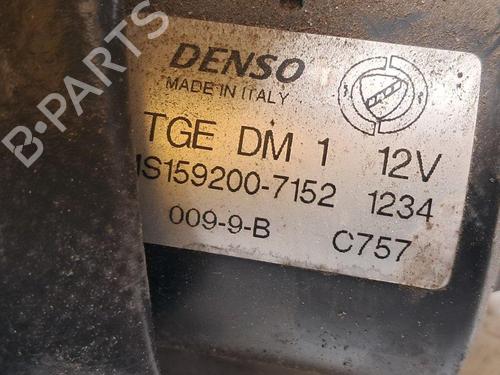 DENSO
MADE IN ITALY
TGE DM 1 12V
MS159200-7152 1234
009-9-B C757
B-Parts